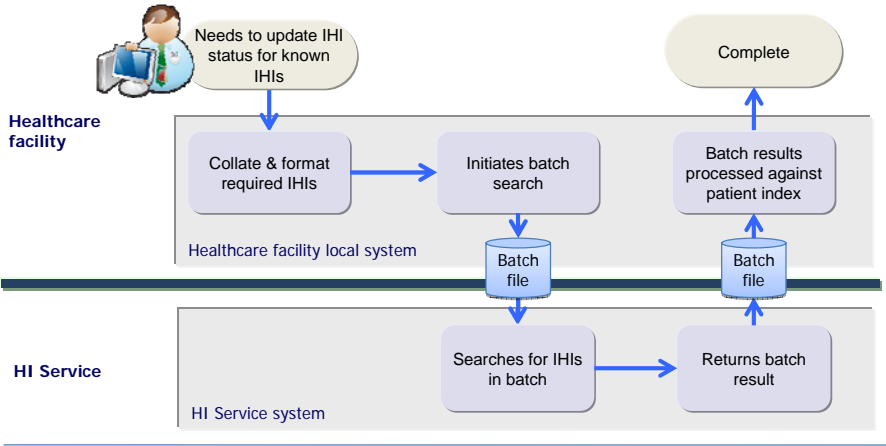 Needs to update IHI
status for known
IHIs
Complete
Healthcare
facility
Collate & format
required IHIs
Initiates batch
search
Batch results
processed against
patient index
Healthcare facility local system
Batch
file
Batch
file
HI Service
Searches for IHIs
in batch
Returns batch
result
HI Service system